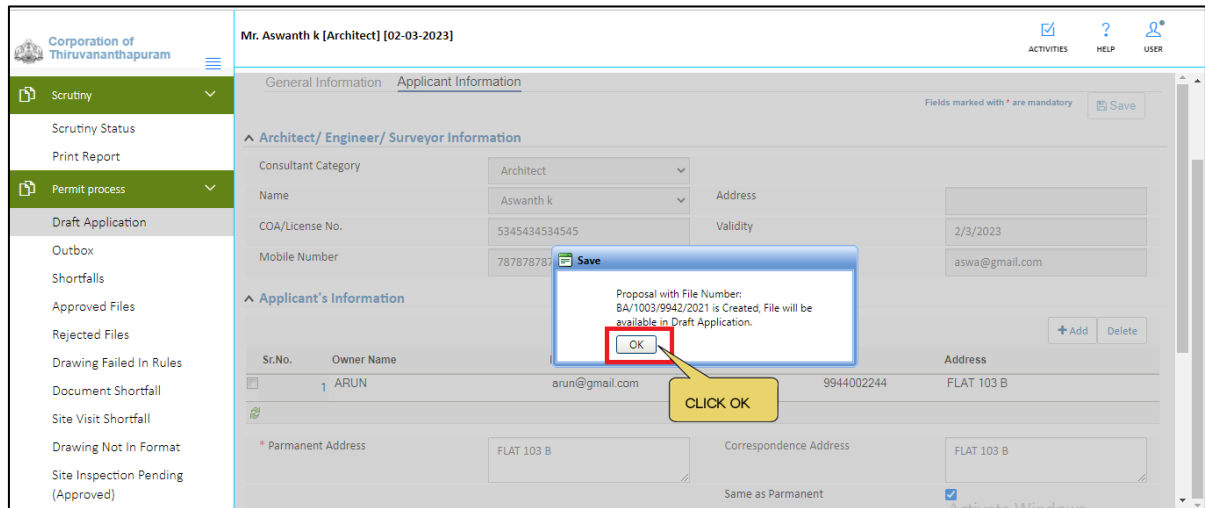 Corporation of
Thiruvananthapuram
Mr. Aswanth k [Architect] [02-03-2023]
ACTIVITIES
?
HELP
USER
Scrutiny
Scrutiny Status
Print Report
Permit process
Draft Application
Outbox
Shortfalls
Approved Files
Rejected Files
Drawing Failed In Rules
Document Shortfall
Site Visit Shortfall
Drawing Not In Format
Site Inspection Pending
(Approved)
General Information Applicant Information
Fields marked with * are mandatory
Save
Architect/ Engineer/ Surveyor Information
Consultant Category Architect
Name Aswanth k Address
COA/License No. 5345434534545 Validity 2/3/2023
Mobile Number 78787878 aswa@gmail.com
Save
Proposal with File Number:
BA/1003/9942/2021 is Created, File will be
available in Draft Application.
OK
CLICK OK
Applicant's Information
+ Add Delete
Sr.No. Owner Name Address
1 ARUN arun@gmail.com 9944002244 FLAT 103 B
* Parmanent Address FLAT 103 B Correspondence Address FLAT 103 B
Same as Parmanent
Activate Windows